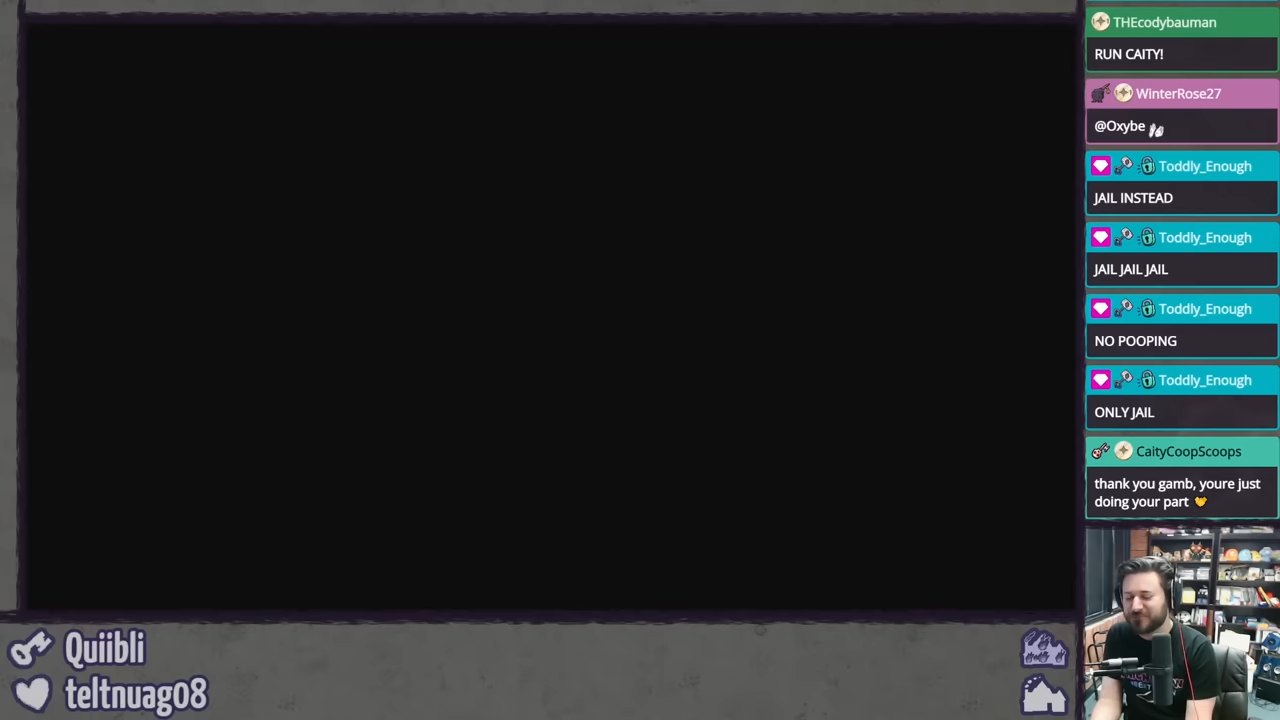 THEcodybauman
RUN CAITY!
WinterRose27
@Oxybe
Toddly_Enough
JAIL INSTEAD
Toddly_Enough
JAIL JAIL JAIL
Toddly_Enough
NO POOPING
Toddly_Enough
ONLY JAIL
CaityCoopScoops
thank you gamb, youre just
doing your part
Quiibli
teltnuag08